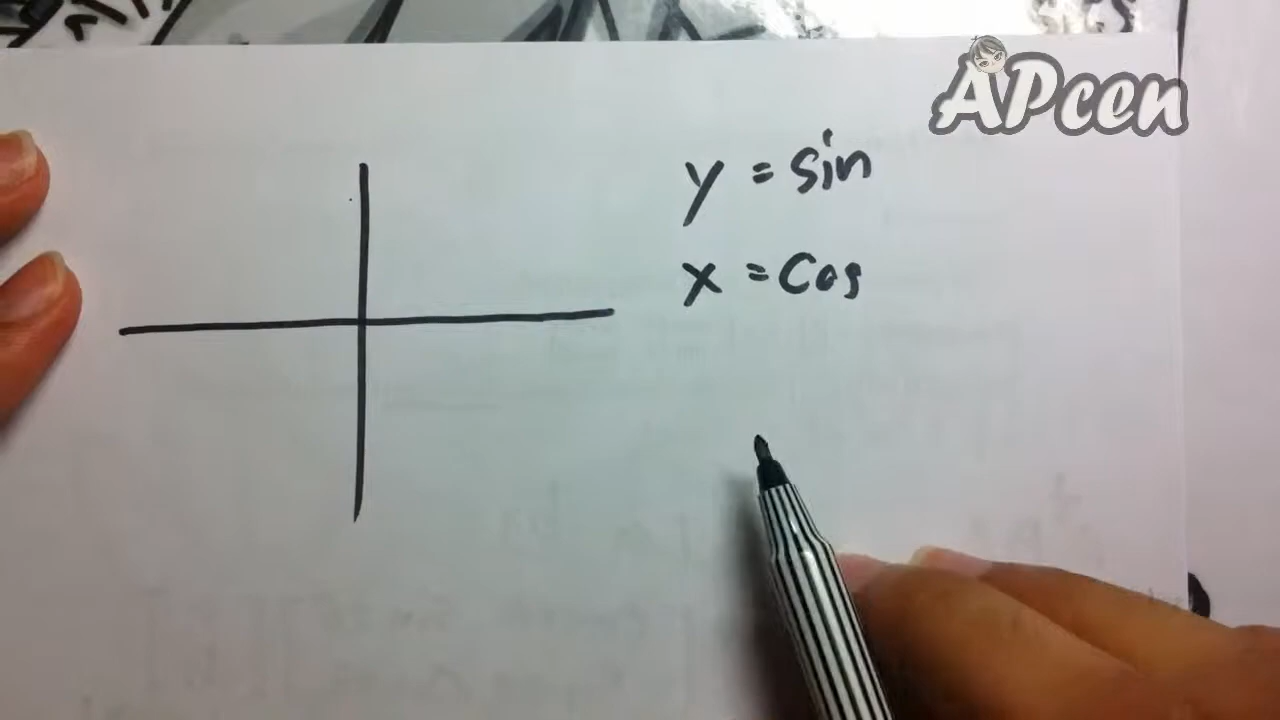 APcen
y = sin
x = cos